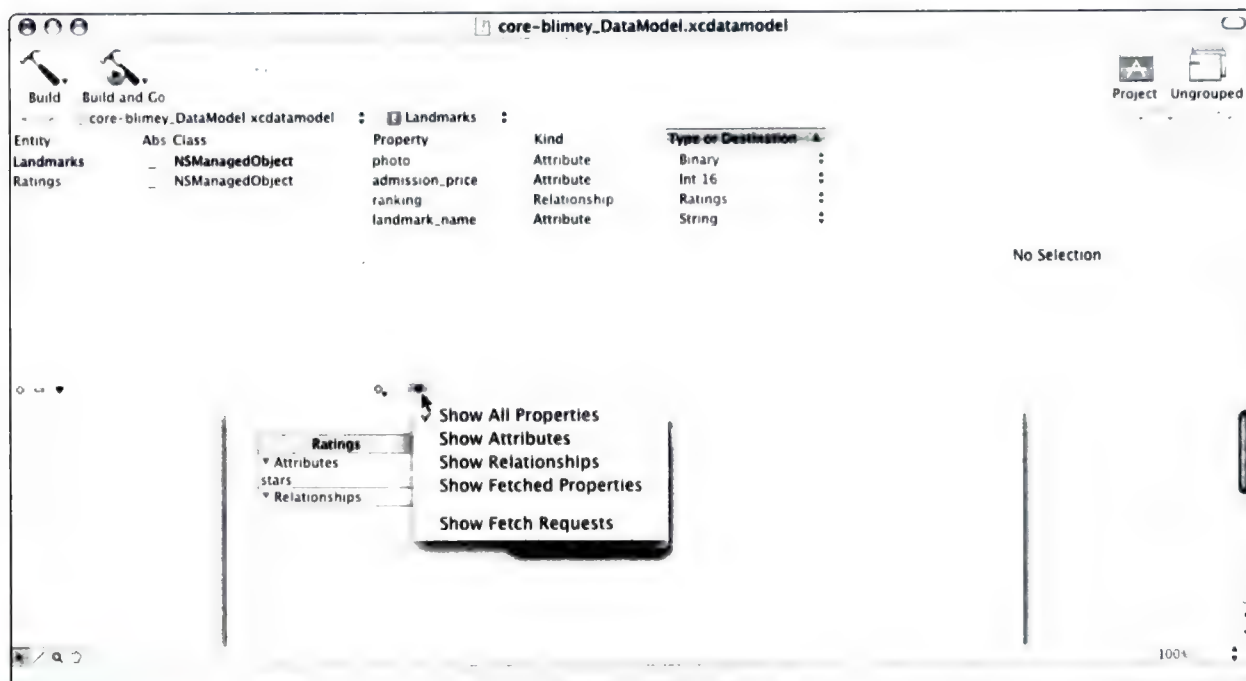 core-blimey_DataModel.xcdatamodel
Build Build and Go Project Ungrouped
core-blimey_DataModel xcdatamodel Landmarks
Entity Abs Class Property Kind Type or Destination
Landmarks NSManagedObject photo Attribute Binary
Ratings NSManagedObject admission_price Attribute Int 16
ranking Relationship Ratings
landmark_name Attribute String
No Selection
Show All Properties
Show Attributes
Show Relationships
Show Fetched Properties
Show Fetch Requests
Ratings
Attributes
stars
Relationships
100%